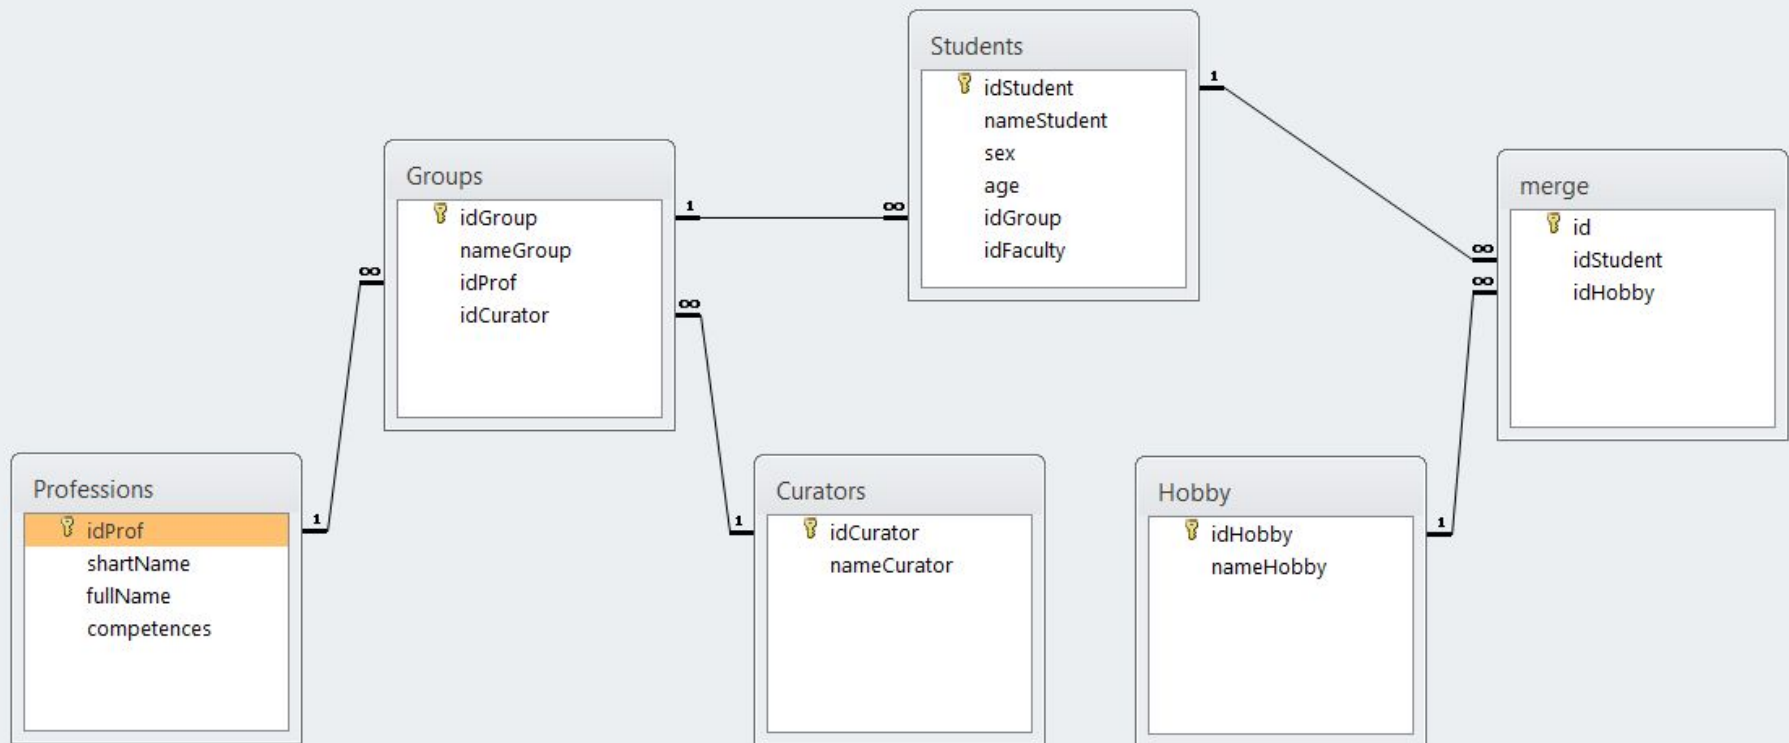 Students
idStudent
nameStudent
sex
age
idGroup
idFaculty
1
∞
Groups
idGroup
nameGroup
idProf
idCurator
1
∞
∞
∞
merge
id
idStudent
idHobby
∞
Professions
idProf
shartName
fullName
competences
1
Curators
idCurator
nameCurator
1
Hobby
idHobby
nameHobby
1